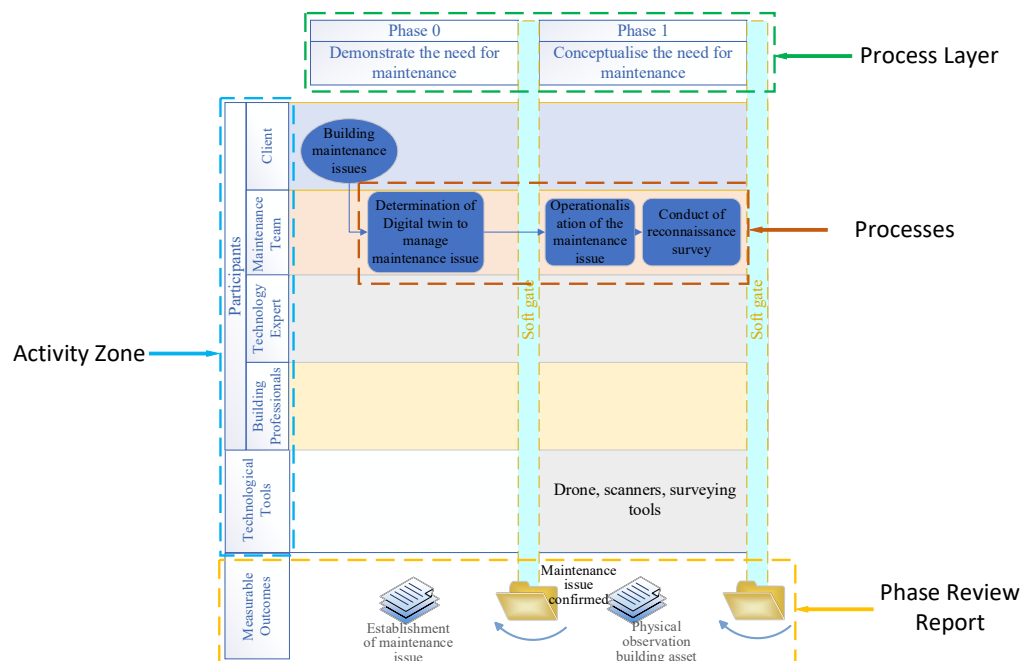 Phase 0
Phase 1
Demonstrate the need for
maintenance
Conceptualise the need for
maintenance
Process Layer
Participants
Client
Building
maintenance
issues
Maintenance
Team
Determination of
Digital twin to
manage
maintenance issue
Operationalis
ation of the
maintenance
issue
Conduct of
reconnaissance
survey
Processes
Soft gate
Soft gate
Technology
Expert
Activity Zone
Building
Professionals
Technological
Tools
Drone, scanners, surveying
tools
Measurable
Outcomes
Establishment
of maintenance
issue
Maintenance
issue
confirmed
Physical
observation
building asset
Phase Review
Report